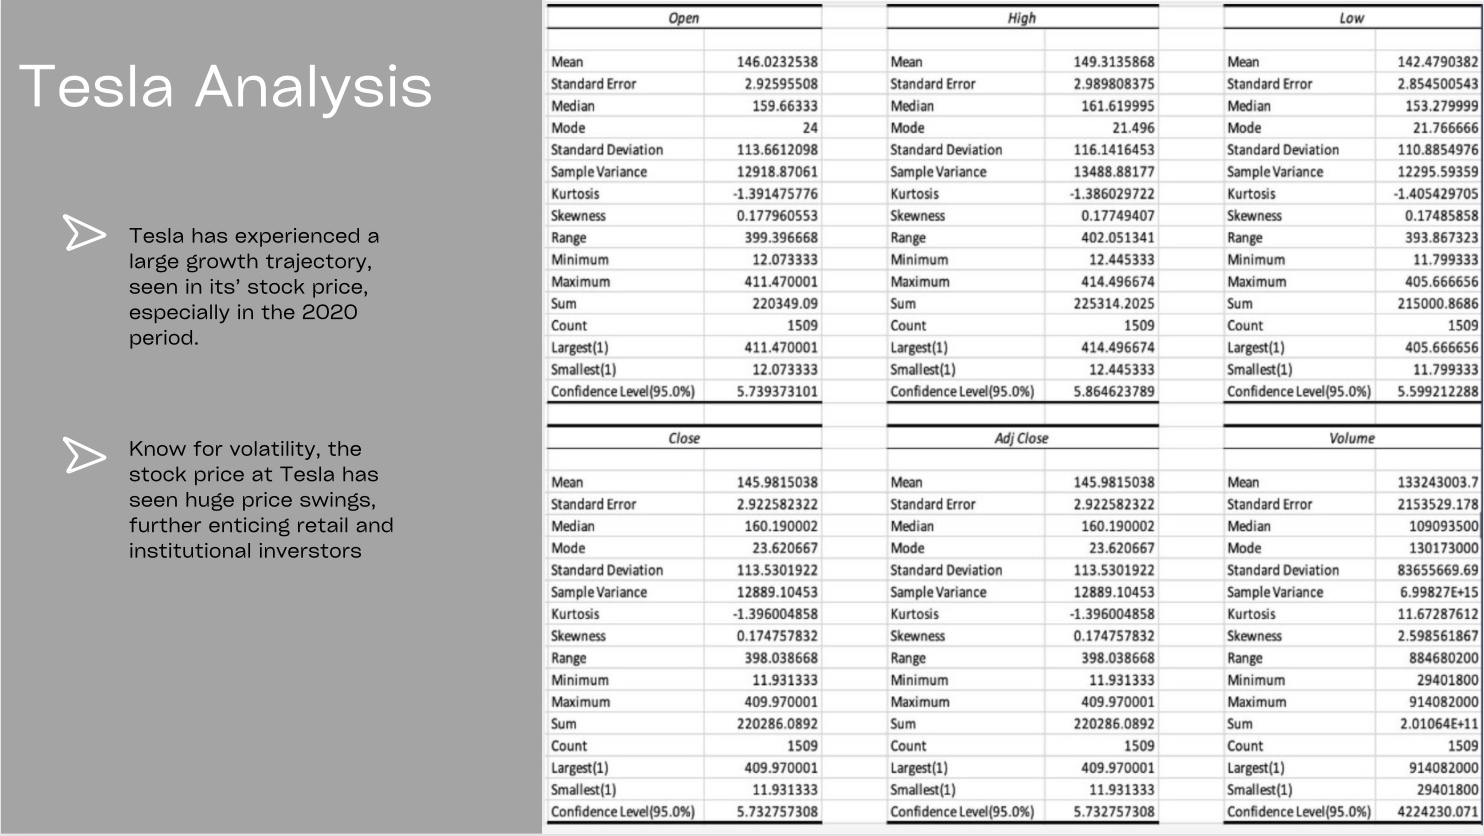 Tesla Analysis
Tesla has experienced a
large growth trajectory,
seen in its’ stock price,
especially in the 2020
period.
Know for volatility, the
stock price at Tesla has
seen huge price swings,
further enticing retail and
institutional inverstors
Open High Low
Mean 146.0232538 Mean 149.3135868 Mean 142.4790382
Standard Error 2.92595508 Standard Error 2.989808375 Standard Error 2.854500543
Median 159.66333 Median 161.619995 Median 153.279999
Mode 24 Mode 21.496 Mode 21.766666
Standard Deviation 113.6612098 Standard Deviation 116.1416453 Standard Deviation 110.8854976
Sample Variance 12918.87061 Sample Variance 13488.88177 Sample Variance 12295.59359
Kurtosis -1.391475776 Kurtosis -1.386029722 Kurtosis -1.405429705
Skewness 0.177960553 Skewness 0.17749407 Skewness 0.17485858
Range 399.396668 Range 402.051341 Range 393.867323
Minimum 12.073333 Minimum 12.445333 Minimum 11.799333
Maximum 411.470001 Maximum 414.496674 Maximum 405.666656
Sum 220349.09 Sum 225314.2025 Sum 215000.8686
Count 1509 Count 1509 Count 1509
Largest(1) 411.470001 Largest(1) 414.496674 Largest(1) 405.666656
Smallest(1) 12.073333 Smallest(1) 12.445333 Smallest(1) 11.799333
Confidence Level(95.0%) 5.739373101 Confidence Level(95.0%) 5.864623789 Confidence Level(95.0%) 5.599212288
Close Adj Close Volume
Mean 145.9815038 Mean 145.9815038 Mean 133243003.7
Standard Error 2.922582322 Standard Error 2.922582322 Standard Error 2153529.178
Median 160.190002 Median 160.190002 Median 109093500
Mode 23.620667 Mode 23.620667 Mode 130173000
Standard Deviation 113.5301922 Standard Deviation 113.5301922 Standard Deviation 83655669.69
Sample Variance 12889.10453 Sample Variance 12889.10453 Sample Variance 6.99827E+15
Kurtosis -1.396004858 Kurtosis -1.396004858 Kurtosis 11.67287612
Skewness 0.174757832 Skewness 0.174757832 Skewness 2.598561867
Range 398.038668 Range 398.038668 Range 884680200
Minimum 11.931333 Minimum 11.931333 Minimum 29401800
Maximum 409.970001 Maximum 409.970001 Maximum 914082000
Sum 220286.0892 Sum 220286.0892 Sum 2.01064E+11
Count 1509 Count 1509 Count 1509
Largest(1) 409.970001 Largest(1) 409.970001 Largest(1) 914082000
Smallest(1) 11.931333 Smallest(1) 11.931333 Smallest(1) 29401800
Confidence Level(95.0%) 5.732757308 Confidence Level(95.0%) 5.732757308 Confidence Level(95.0%) 4224230.071